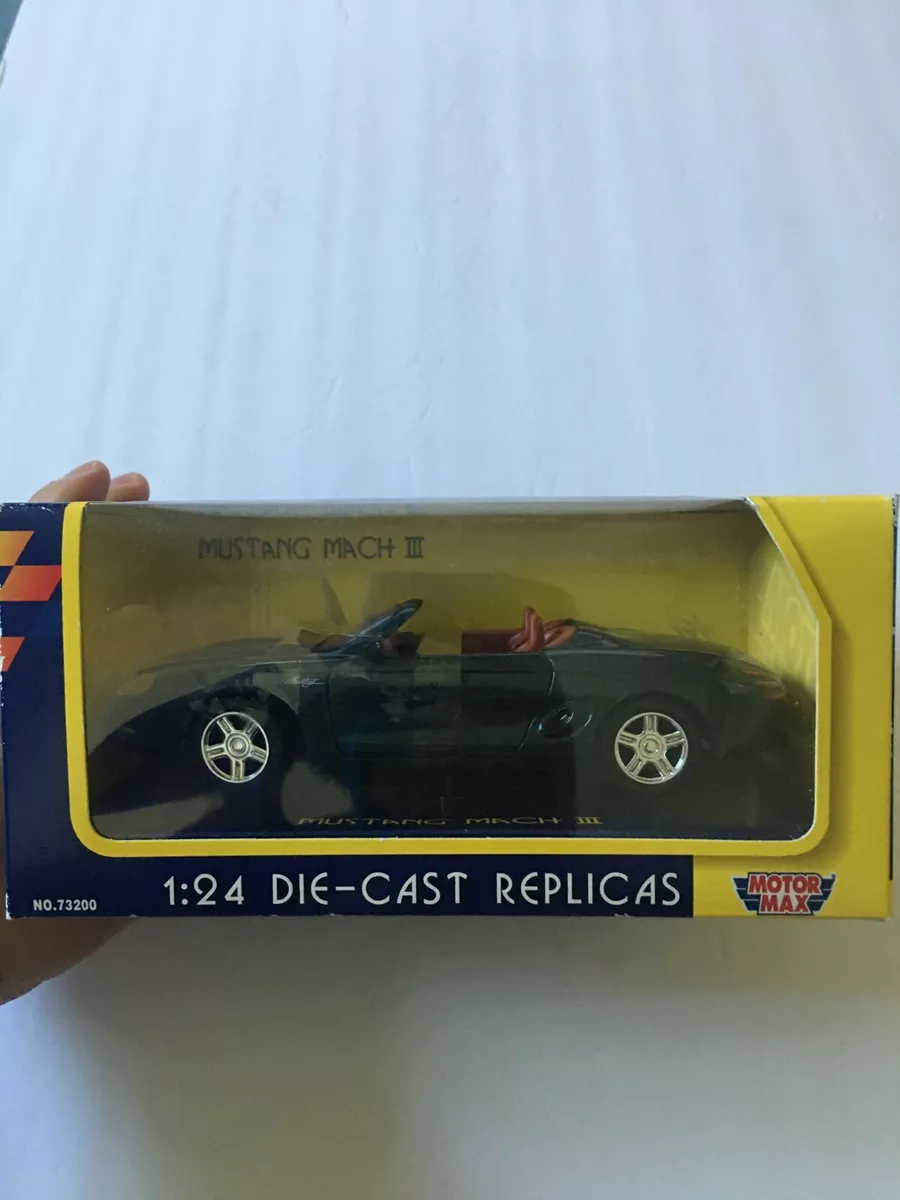 MUSTANG MACH III
MUSTANG MACH III
1:24 DIE-CAST REPLICAS
NO.73200
MOTOR
MAX